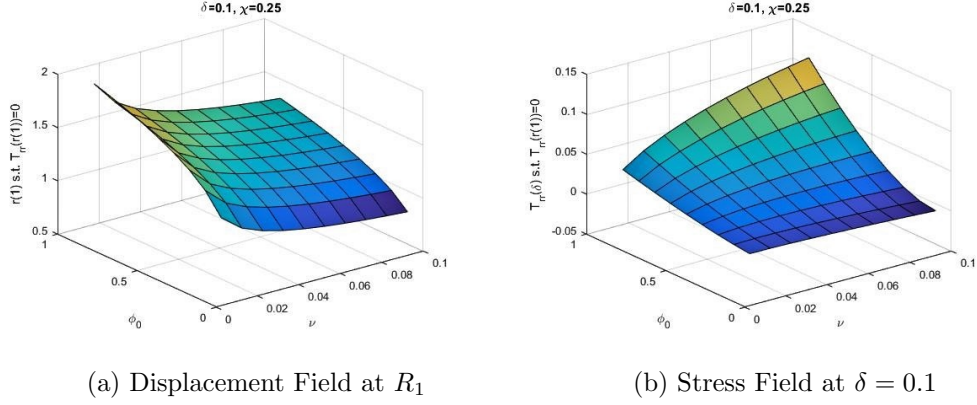 δ=0.1, χ=0.25
2
1.5
1
0.5
r(1) s.t. T_rr(r(1))=0
1
0.5
0
ϕ_0
0
0.02
0.04
0.06
0.08
0.1
ν
(a) Displacement Field at R_1
δ=0.1, χ=0.25
0.15
0.1
0.05
0
-0.05
T_rr(δ) s.t. T_rr(r(1))=0
1
0.5
0
ϕ_0
0
0.02
0.04
0.06
0.08
0.1
ν
(b) Stress Field at δ = 0.1